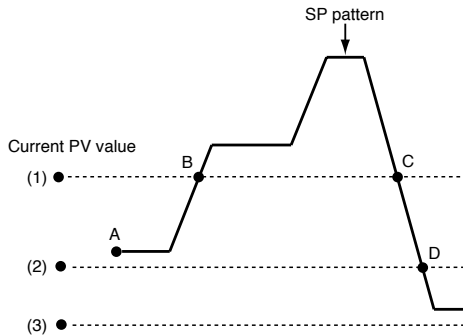 SP pattern
Current PV value
B
C
(1)
A
D
(2)
(3)